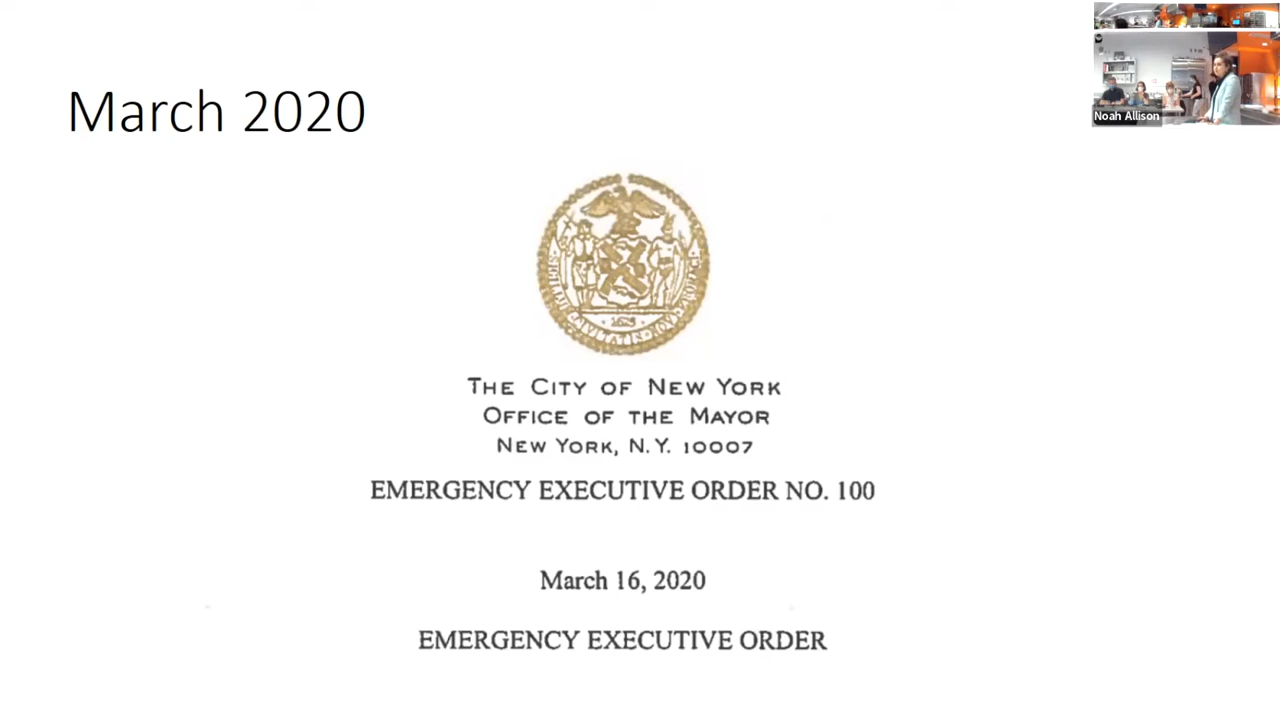 March 2020
Noah Allison
THE CITY OF NEW YORK
OFFICE OF THE MAYOR
NEW YORK, N.Y. 10007
EMERGENCY EXECUTIVE ORDER NO. 100
March 16, 2020
EMERGENCY EXECUTIVE ORDER